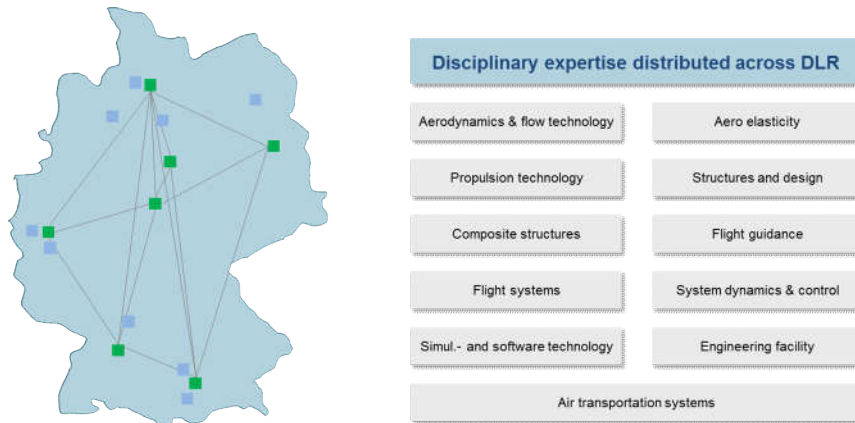 Disciplinary expertise distributed across DLR
Aerodynamics & flow technology
Aero elasticity
Propulsion technology
Structures and design
Composite structures
Flight guidance
Flight systems
System dynamics & control
Simul.- and software technology
Engineering facility
Air transportation systems